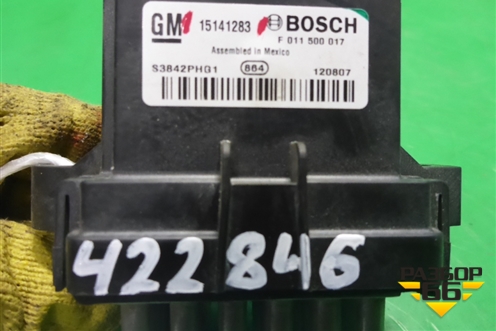 GM 15141283 BOSCH
F 011 500 017
Assembled in Mexico
S3842PHG1 864 120807
422846
РАЗБОР
66